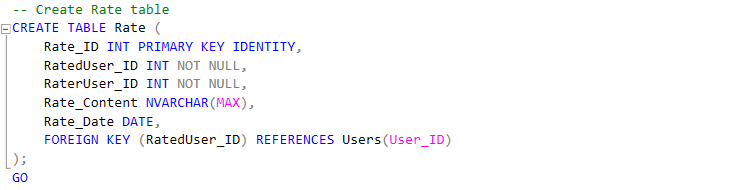 -- Create Rate table
CREATE TABLE Rate (
    Rate_ID INT PRIMARY KEY IDENTITY,
    RatedUser_ID INT NOT NULL,
    RaterUser_ID INT NOT NULL,
    Rate_Content NVARCHAR(MAX),
    Rate_Date DATE,
    FOREIGN KEY (RatedUser_ID) REFERENCES Users(User_ID)
);
GO